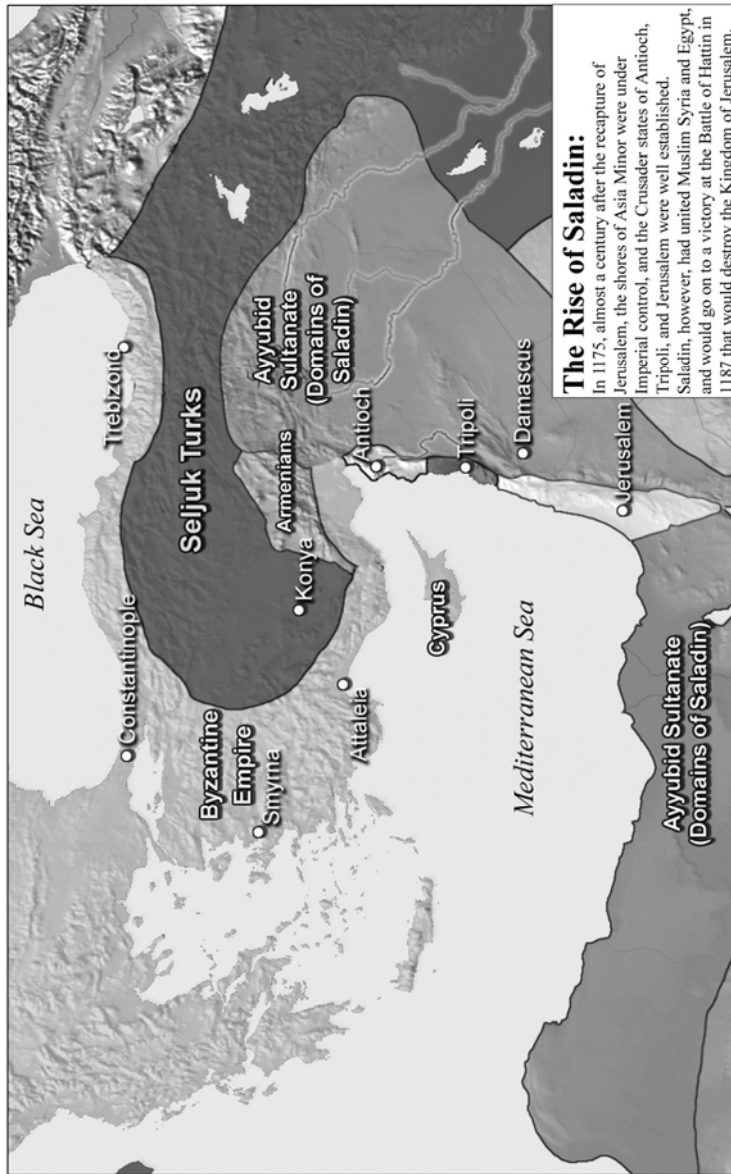 Black Sea
Constantinople
Trebizond
Byzantine
Empire
Smyrna
Seljuk Turks
Konya
Armenians
Attaleia
Ayyubid
Sultanate
(Domains of
Saladin)
Antioch
Cyprus
Tripoli
Mediterranean Sea
Damascus
Jerusalem
Ayyubid Sultanate
(Domains of Saladin)
The Rise of Saladin:
In 1175, almost a century after the recapture of
Jerusalem, the shores of Asia Minor were under
Imperial control, and the Crusader states of Antioch,
Tripoli, and Jerusalem were well established.
Saladin, however, had united Muslim Syria and Egypt,
and would go on to a victory at the Battle of Hattin in
1187 that would destroy the Kingdom of Jerusalem.